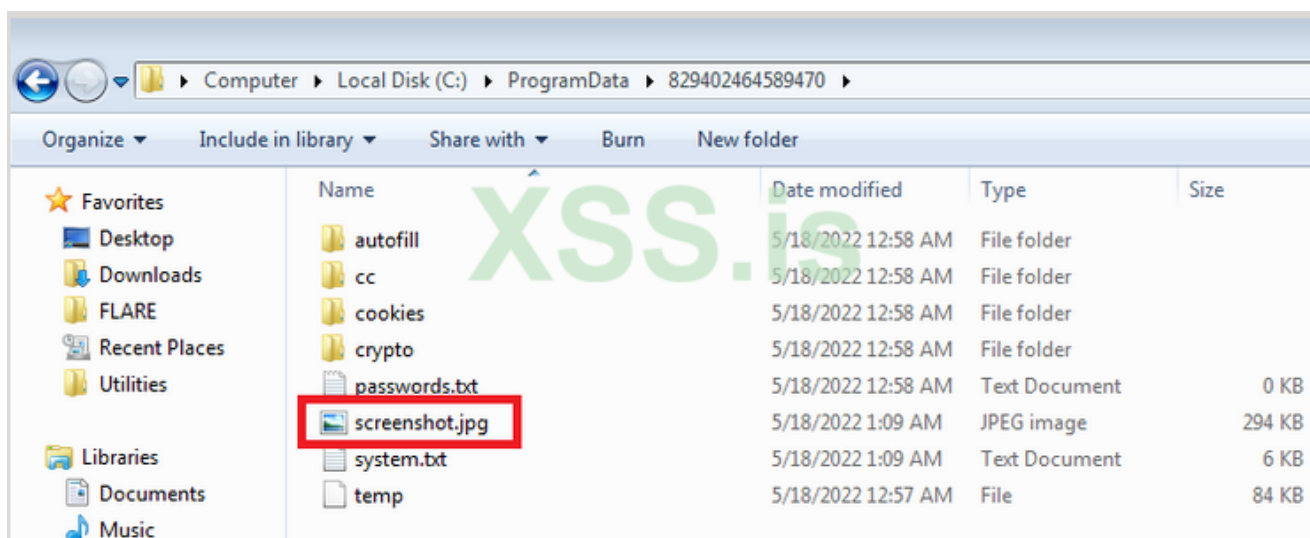 Computer ▸ Local Disk (C:) ▸ ProgramData ▸ 829402464589470 ▸
Organize Include in library Share with Burn New folder
Favorites
Desktop
Downloads
FLARE
Recent Places
Utilities
Libraries
Documents
Music
Name Date modified Type Size
autofill 5/18/2022 12:58 AM File folder
cc 5/18/2022 12:58 AM File folder
cookies 5/18/2022 12:58 AM File folder
crypto 5/18/2022 12:58 AM File folder
passwords.txt 5/18/2022 12:58 AM Text Document 0 KB
screenshot.jpg 5/18/2022 1:09 AM JPEG image 294 KB
system.txt 5/18/2022 1:09 AM Text Document 6 KB
temp 5/18/2022 12:57 AM File 84 KB
XSS.is